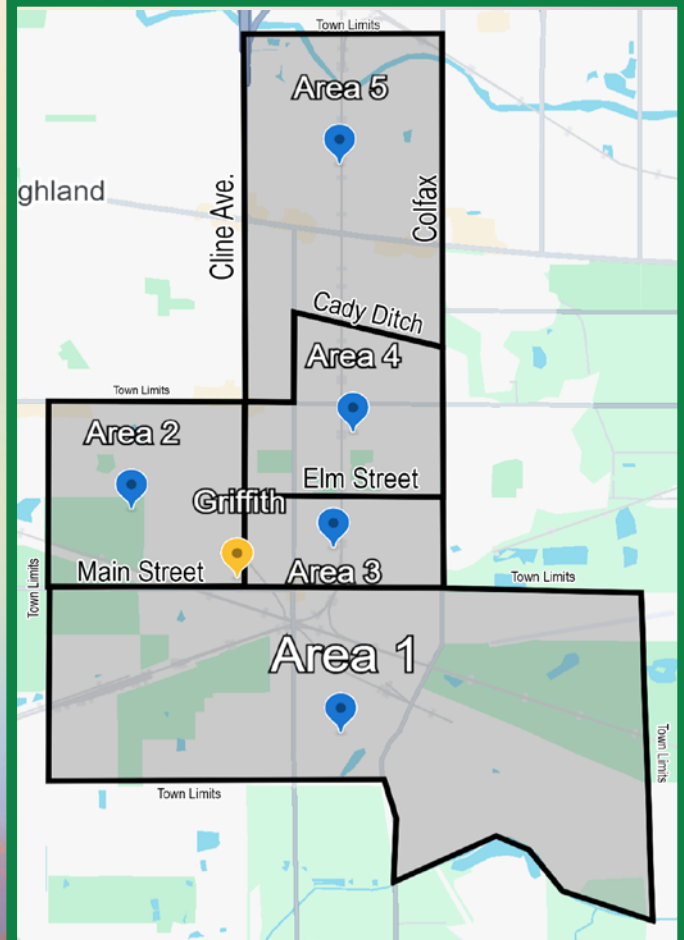 Town Limits
Area 5
ghland
Cline Ave.
Colfax
Cady Ditch
Area 4
Town Limits
Area 2
Elm Street
Griffith
Main Street
Area 3
Town Limits
Town Limits
Area 1
Town Limits
Town Limits